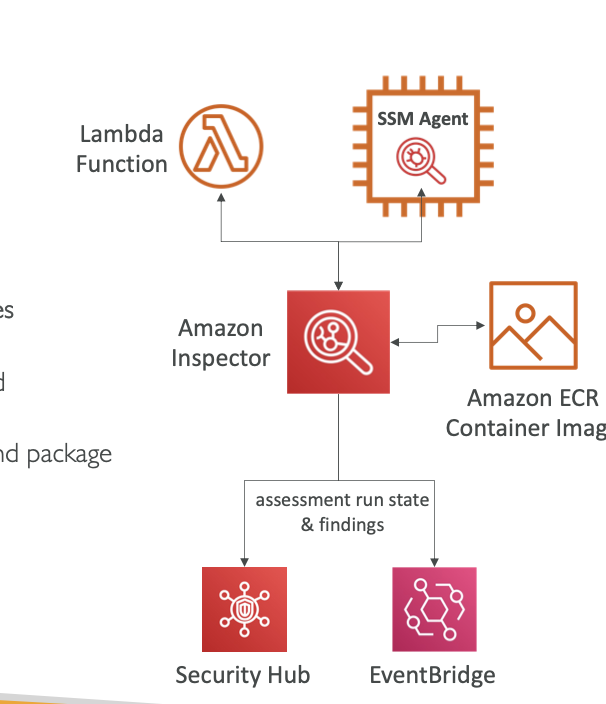 SSM Agent
Lambda
Function
es
d
nd package
Amazon
Inspector
Amazon ECR
Container Imag
assessment run state
& findings
Security Hub
EventBridge